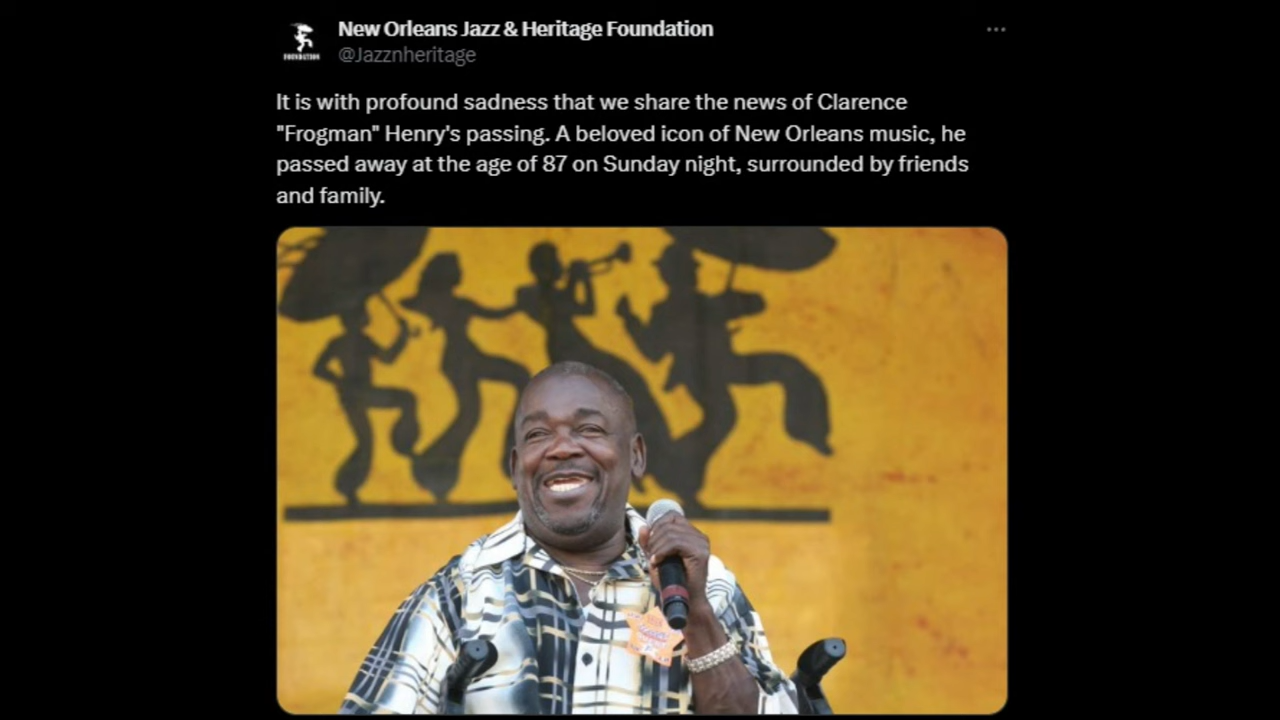 New Orleans Jazz & Heritage Foundation
@Jazznheritage
FOUNDATION
It is with profound sadness that we share the news of Clarence
"Frogman" Henry's passing. A beloved icon of New Orleans music, he
passed away at the age of 87 on Sunday night, surrounded by friends
and family.